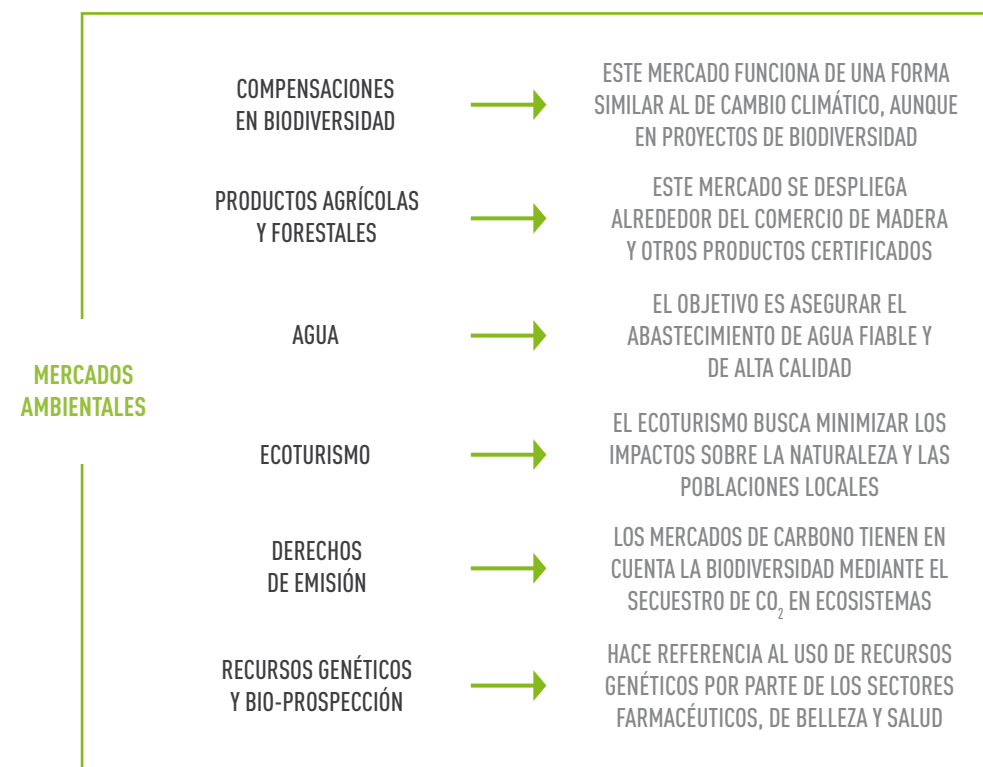 MERCADOS
AMBIENTALES
COMPENSACIONES
EN BIODIVERSIDAD
ESTE MERCADO FUNCIONA DE UNA FORMA
SIMILAR AL DE CAMBIO CLIMÁTICO, AUNQUE
EN PROYECTOS DE BIODIVERSIDAD
PRODUCTOS AGRÍCOLAS
Y FORESTALES
ESTE MERCADO SE DESPLIEGA
ALREDEDOR DEL COMERCIO DE MADERA
Y OTROS PRODUCTOS CERTIFICADOS
AGUA
EL OBJETIVO ES ASEGURAR EL
ABASTECIMIENTO DE AGUA FIABLE Y
DE ALTA CALIDAD
ECOTURISMO
EL ECOTURISMO BUSCA MINIMIZAR LOS
IMPACTOS SOBRE LA NATURALEZA Y LAS
POBLACIONES LOCALES
DERECHOS
DE EMISIÓN
LOS MERCADOS DE CARBONO TIENEN EN
CUENTA LA BIODIVERSIDAD MEDIANTE EL
SECUESTRO DE CO₂ EN ECOSISTEMAS
RECURSOS GENÉTICOS
Y BIO-PROSPECCIÓN
HACE REFERENCIA AL USO DE RECURSOS
GENÉTICOS POR PARTE DE LOS SECTORES
FARMACÉUTICOS, DE BELLEZA Y SALUD